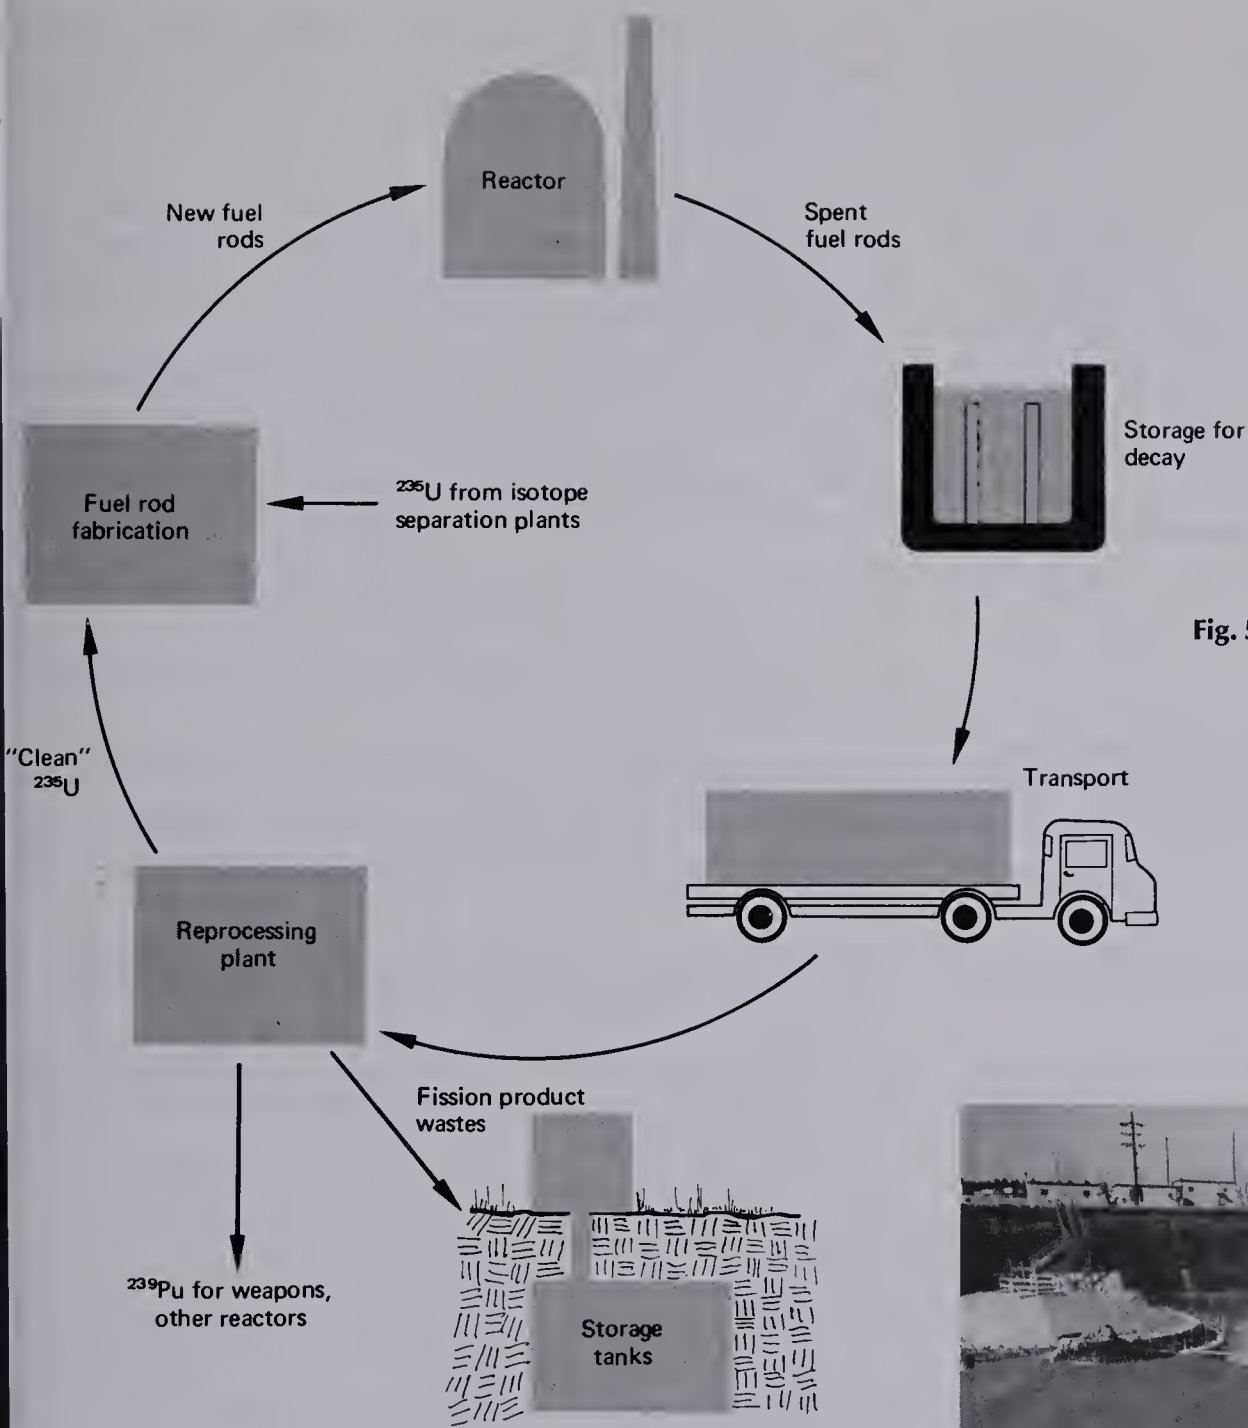 Reactor
New fuel
rods
Spent
fuel rods
Storage for
decay
Fuel rod
fabrication
²³⁵U from isotope
separation plants
Fig.
"Clean"
²³⁵U
Transport
Reprocessing
plant
Fission product
wastes
²³⁹Pu for weapons,
other reactors
Storage
tanks